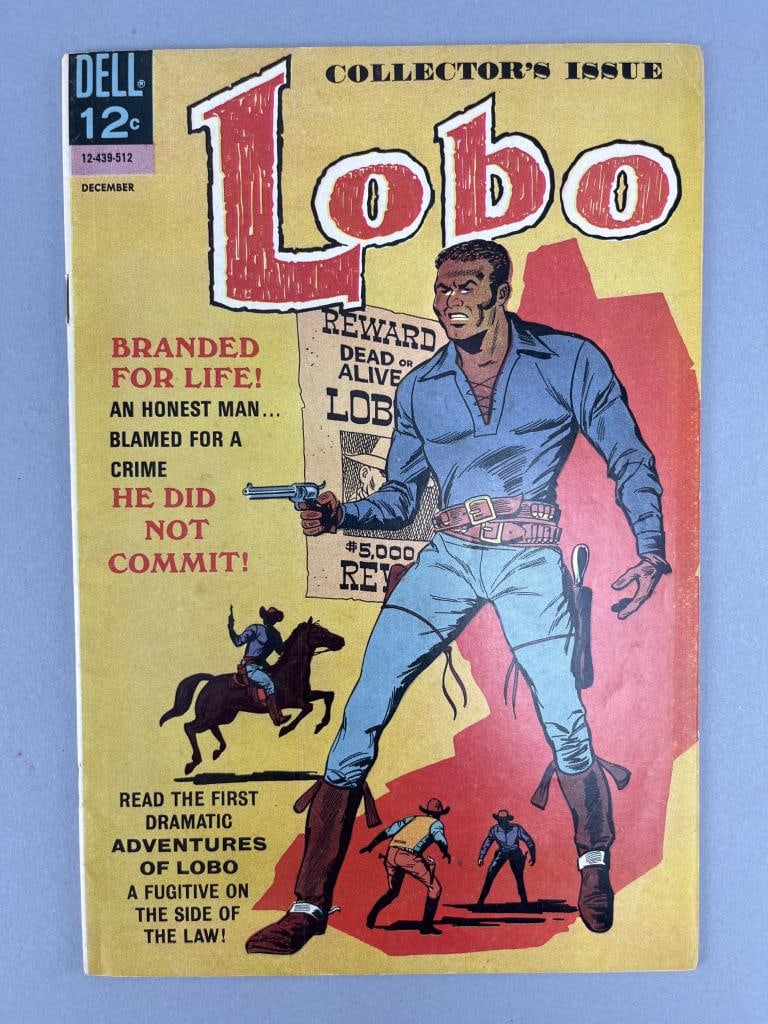 DELL®
12c
12-439-512
DECEMBER
COLLECTOR'S ISSUE
Lobo
REWARD
DEAD OR
ALIVE
LOB
$5,000
REW
BRANDED
FOR LIFE!
AN HONEST MAN...
BLAMED FOR A
CRIME
HE DID
NOT
COMMIT!
READ THE FIRST
DRAMATIC
ADVENTURES
OF LOBO
A FUGITIVE ON
THE SIDE OF
THE LAW!